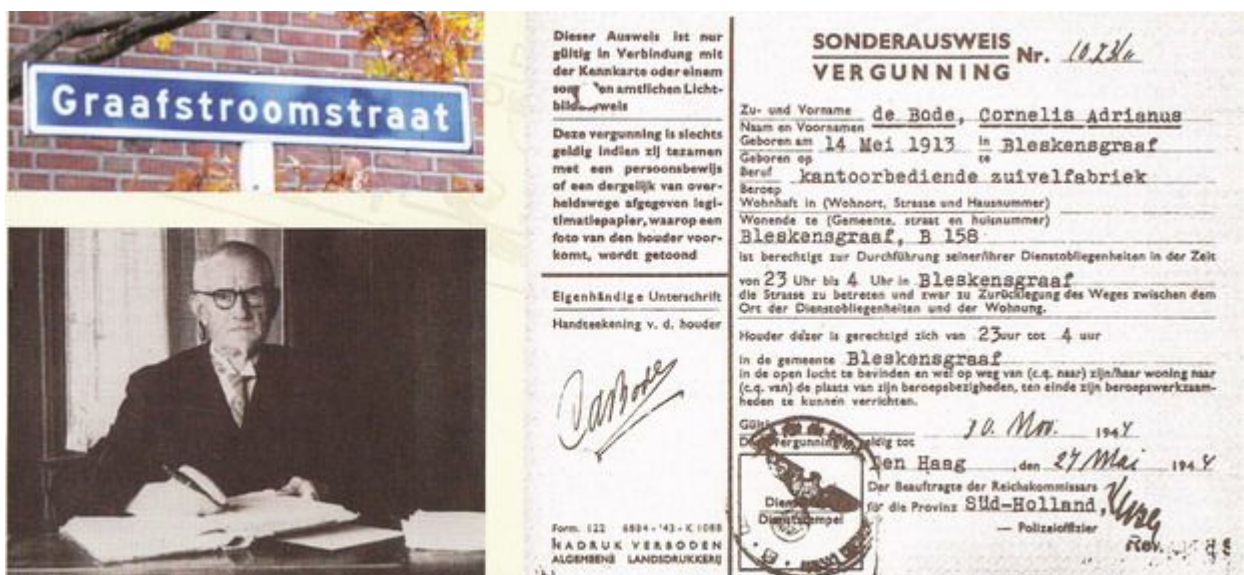 Graafstroomstraat
Dieser Ausweis ist nur
gültig in Verbindung mit
der Kennkarte oder einem
amtlichen Licht-
Deze vergunning is slechts
geldig indien zij tezamen
met een persoonsbewijs
of een dergelijk van over-
heidswege afgegeven legi-
timatiepapier, waarop een
foto van den houder voor-
komt, wordt getoond
Eigenhändige Unterschrift
Handteekening v. d. houder
Form. 122
NADRUK VERBODEN
ALGEMEENE LANDSDRUKKERIJ
SONDERAUSWEIS
VERGUNNING
Nr.
Zu- und Vorname
Naam en Voornamen
de Bode, Cornelis Adrianus
Geboren am 14 Mei 1913 in Bleskensgraaf
Geboren op te
Beruf kantoorbediende zuivelfabriek
Beroep
Wohnhaft in (Wohnort, Strasse und Hausnummer)
Wonende te (Gemeente, straat en huisnummer)
Bleskensgraaf, B 158
ist berechtigt zur Durchführung seiner/ihrer Dienstobliegenheiten in der Zeit
von 23 Uhr bis 4 Uhr in Bleskensgraaf
die Strasse zu betreten und zwar zu Zurücklegung des Weges zwischen dem
Ort der Dienstobliegenheiten und der Wohnung.
Houder dezer is gerechtigd zich van 23 uur tot 4 uur
in de gemeente Bleskensgraaf
in de open lucht te bevinden en wel op weg van (c.q. naar) zijn/haar woning naar
(c.q. van) de plaats van zijn beroepsbezigheden, ten einde zijn beroepswerkzaam-
heden te kunnen verrichten.
30. Nov. 1944
vergunning geldig tot
Den Haag, den 27 Mai 1944
Der Beauftragte des Reichskommissars
für die Provinz Süd-Holland,
Dienststempel
— Polizeioffizier
Rev.